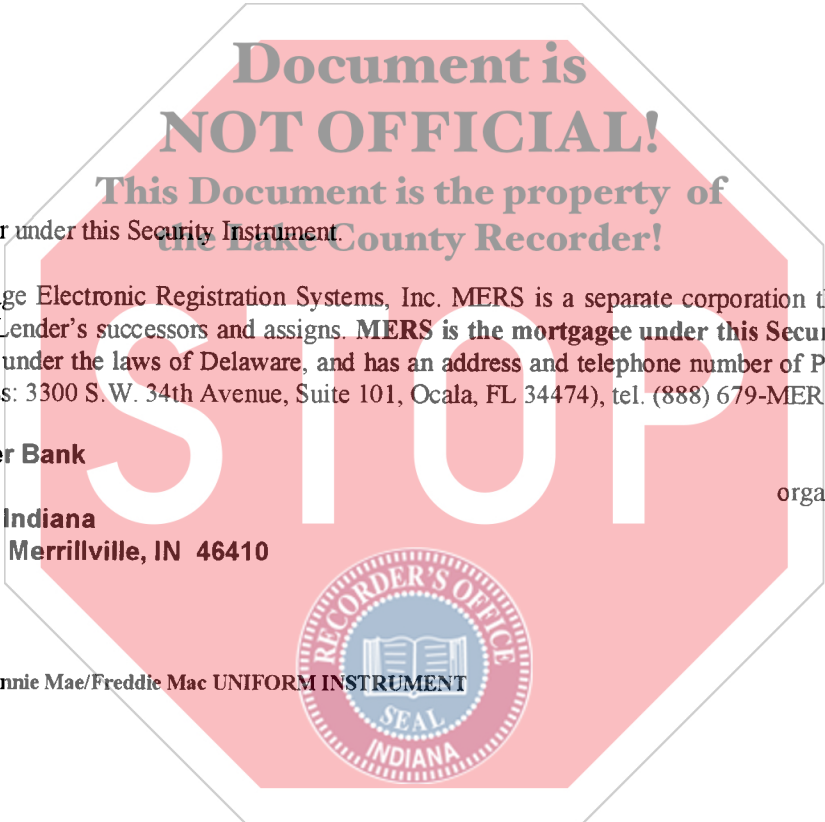 Document is
NOT OFFICIAL!
This Document is the property of
the Lake County Recorder!
r under this Security Instrument.
ge Electronic Registration Systems, Inc. MERS is a separate corporation t
Lender's successors and assigns. MERS is the mortgagee under this Secu
under the laws of Delaware, and has an address and telephone number of P
s: 3300 S.W. 34th Avenue, Suite 101, Ocala, FL 34474), tel. (888) 679-MER
er Bank
orga
Indiana
Merrillville, IN 46410
STOP
nnie Mae/Freddie Mac UNIFORM INSTRUMENT
RECORDER'S OFFICE
SEAL
INDIANA